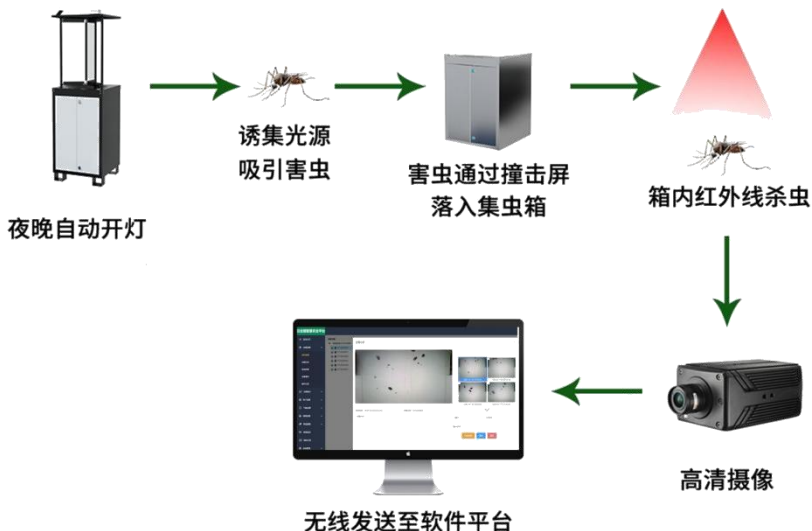 夜晚自动开灯
诱集光源
吸引害虫
害虫通过撞击屏
落入集虫箱
箱内红外线杀虫
高清摄像
无线发送至软件平台